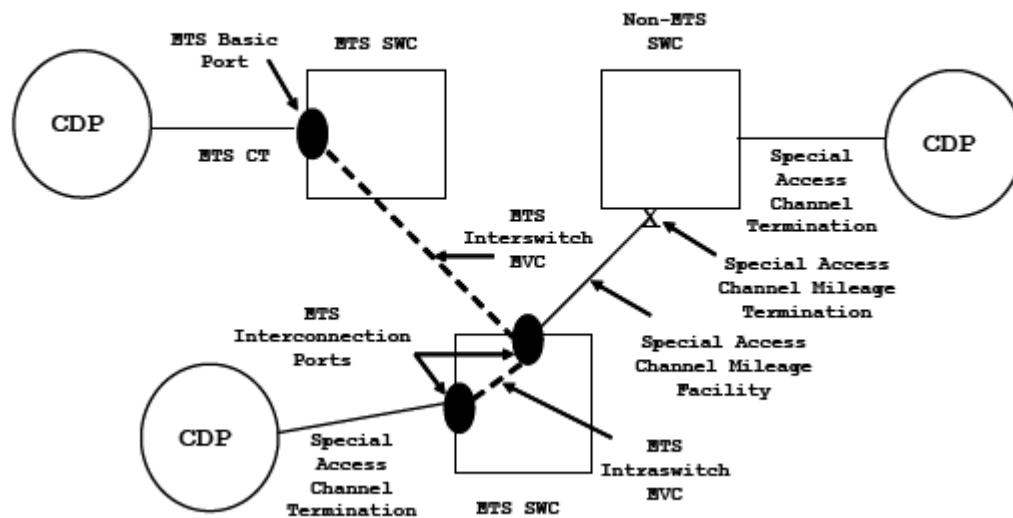 ETS Basic
Port
ETS SWC
Non-ETS
SWC
CDP
ETS CT
CDP
Special
Access
Channel
Termination
X
ETS
Interswitch
EVC
Special Access
Channel Mileage
Termination
ETS
Interconnection
Ports
Special Access
Channel Mileage
Facility
CDP
Special
Access
Channel
Termination
ETS
Intraswitch
EVC
ETS SWC